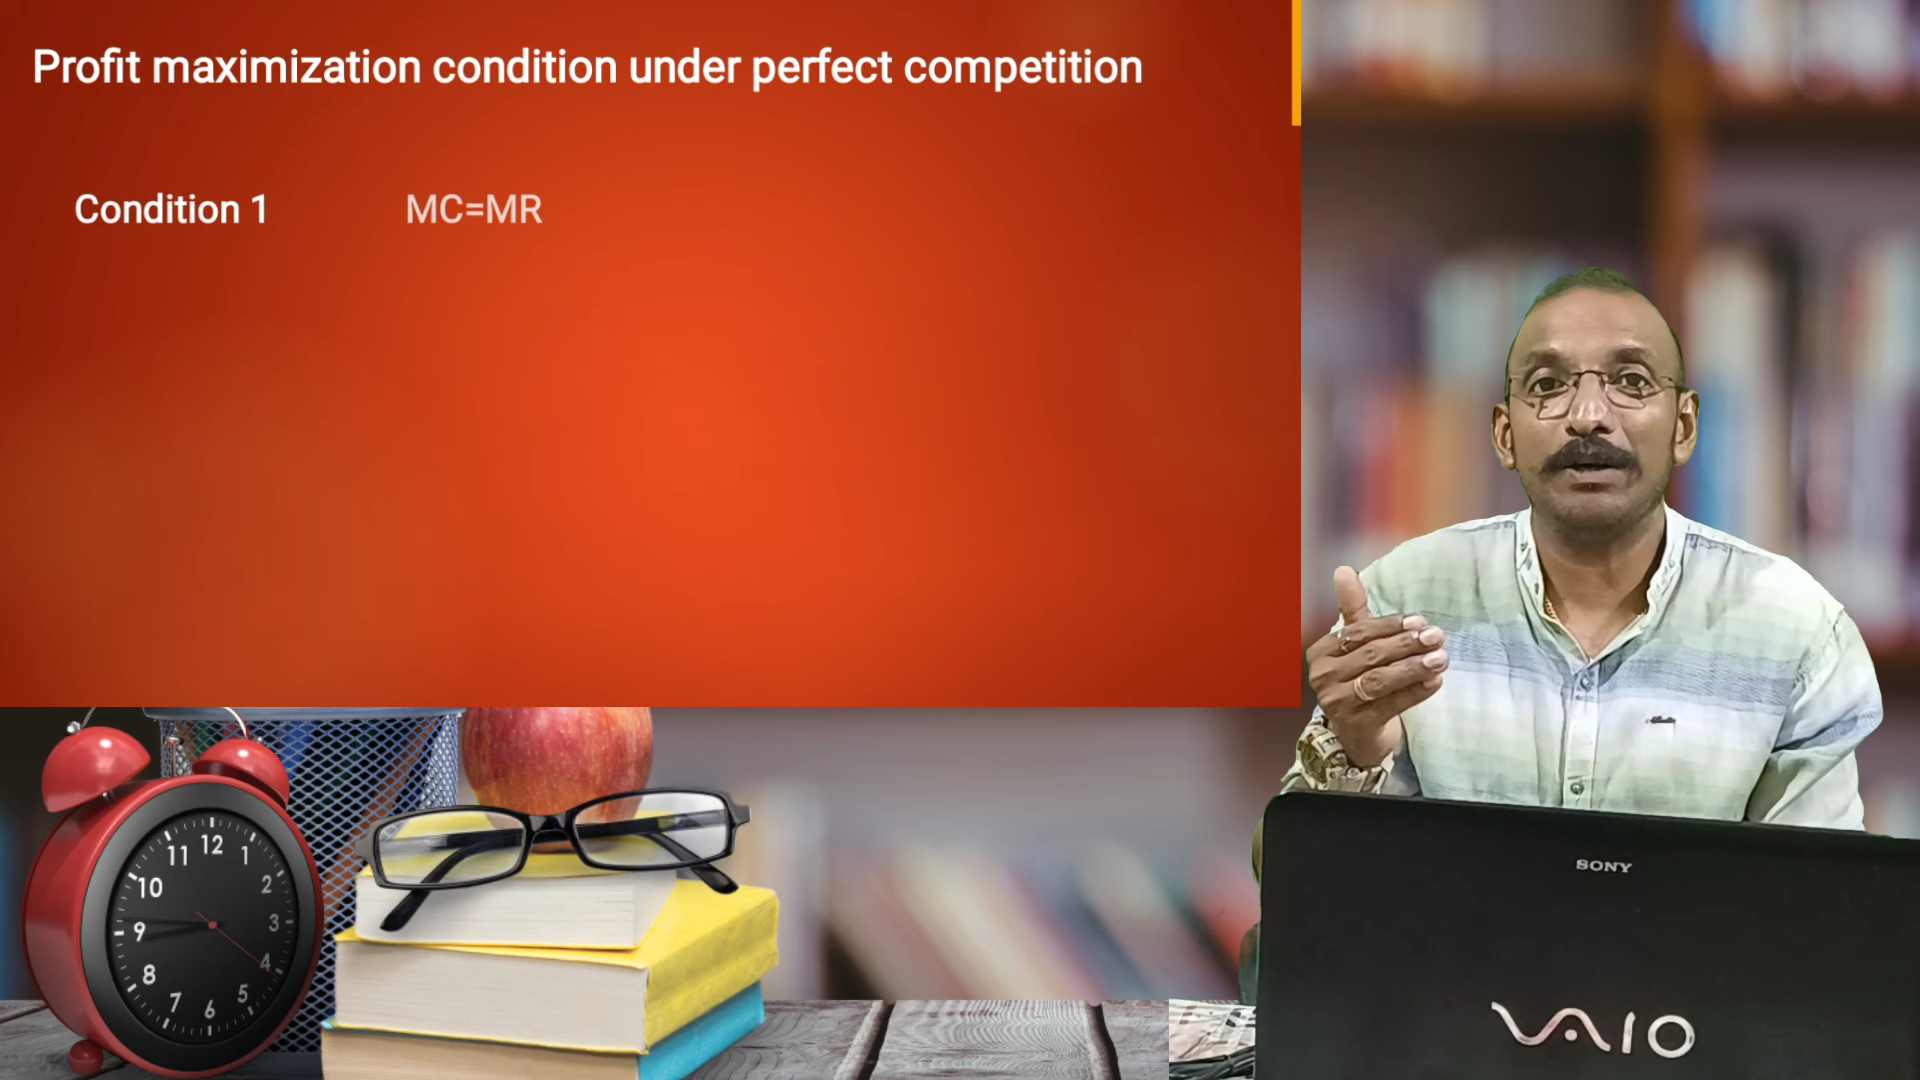 Profit maximization condition under perfect competition
Condition 1 MC=MR
12
11 1
10 2
9 3
8 4
7 5
6
SONY
VAIO